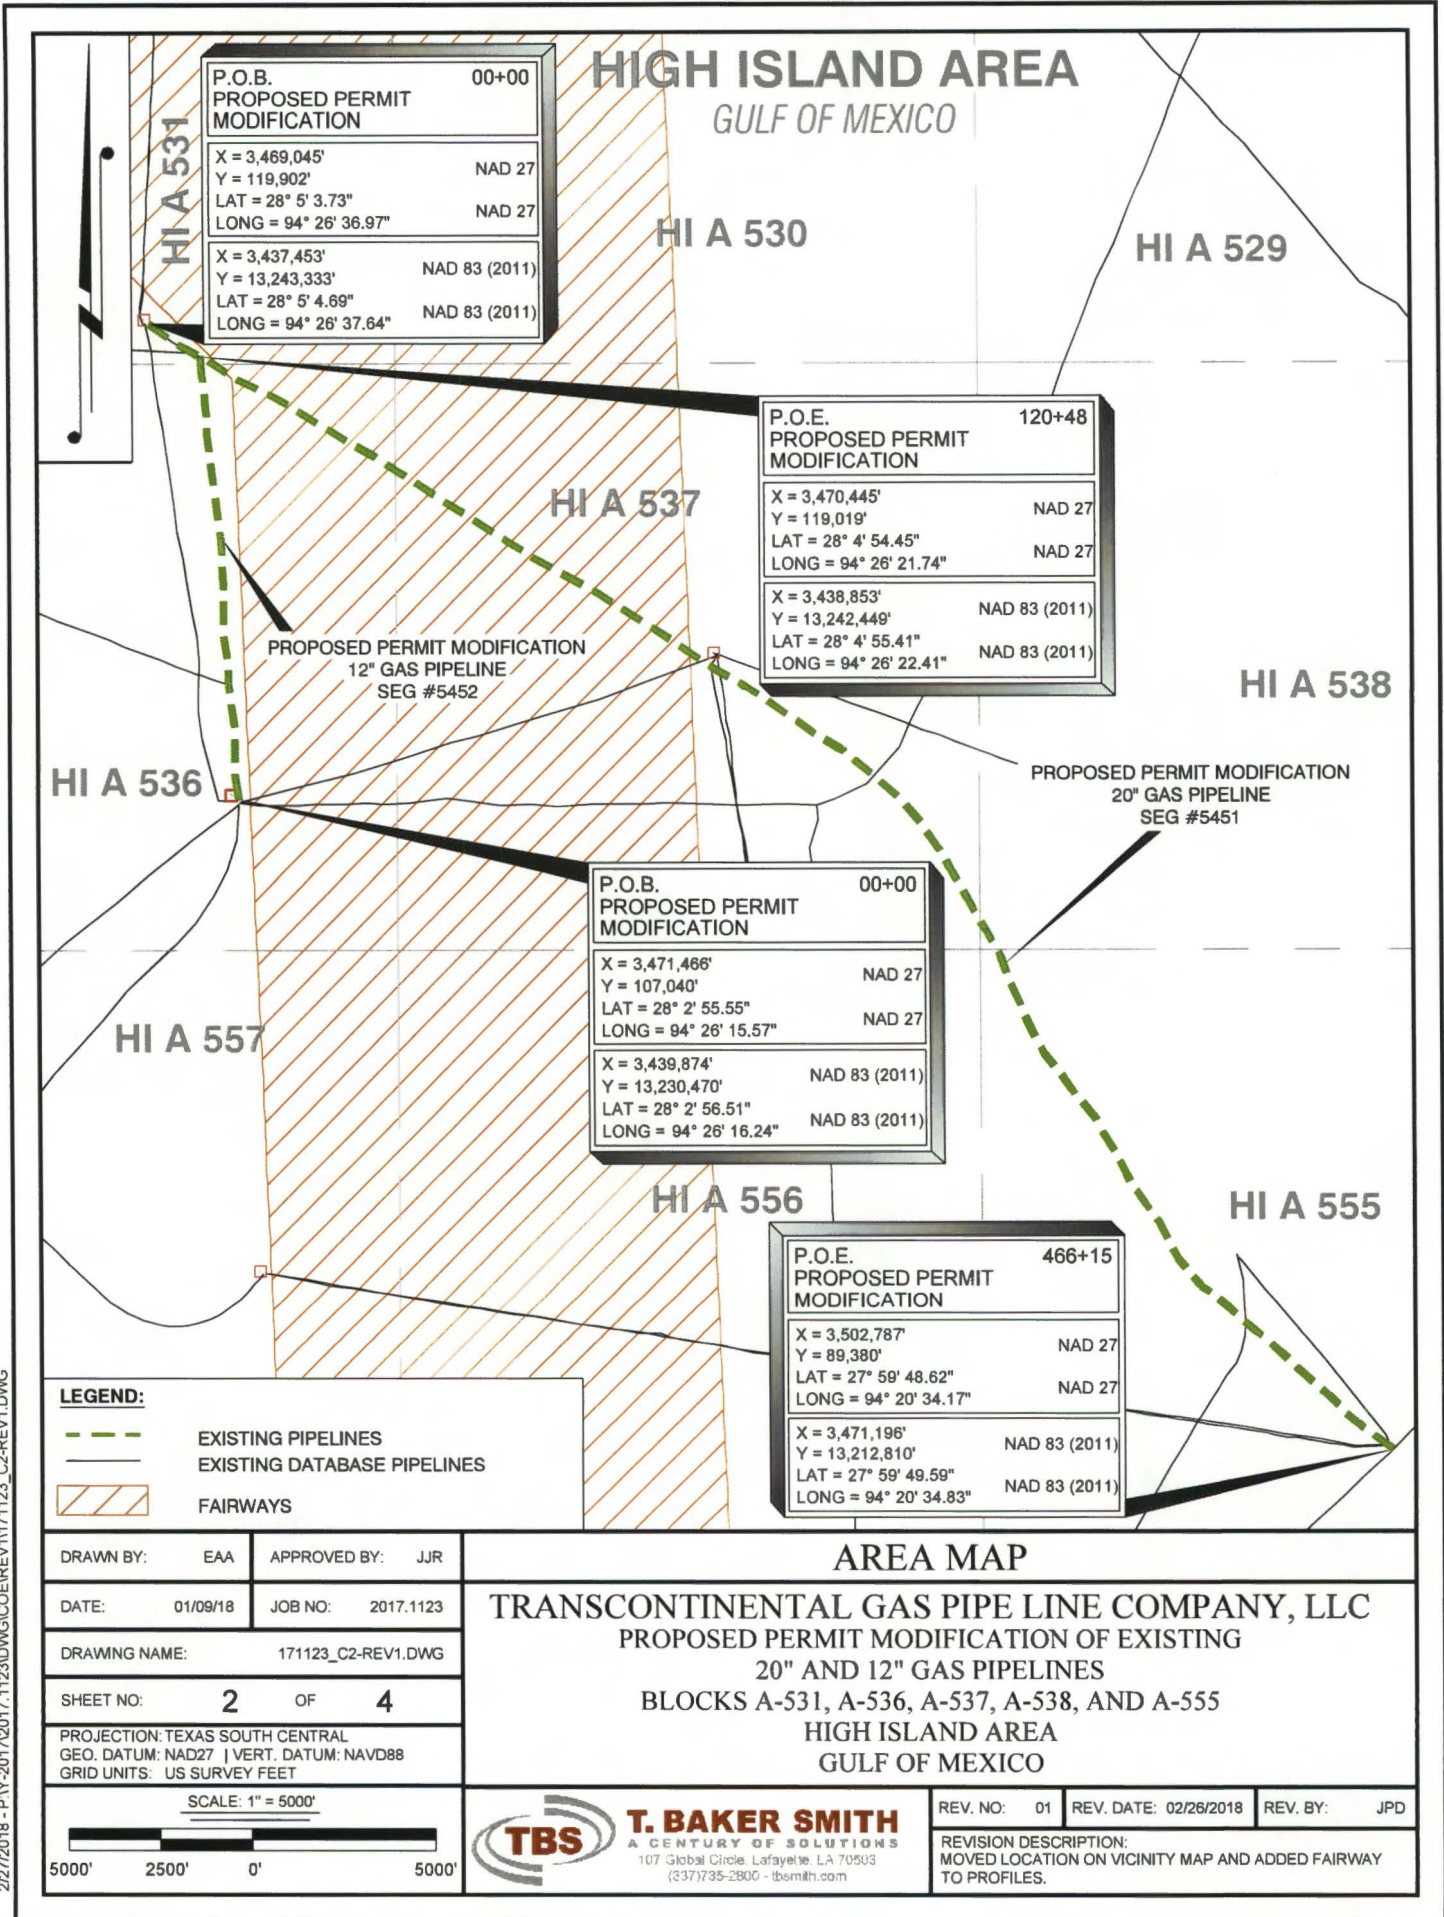 HIGH ISLAND AREA
GULF OF MEXICO
P.O.B. 00+00
PROPOSED PERMIT
MODIFICATION
X = 3,469,045'
Y = 119,902'
NAD 27
LAT = 28° 5' 3.73"
LONG = 94° 26' 36.97"
NAD 27
X = 3,437,453'
Y = 13,243,333'
NAD 83 (2011)
LAT = 28° 5' 4.69"
LONG = 94° 26' 37.64"
NAD 83 (2011)
HI A 531
HI A 530
HI A 529
P.O.E. 120+48
PROPOSED PERMIT
MODIFICATION
X = 3,470,445'
Y = 119,019'
NAD 27
LAT = 28° 4' 54.45"
LONG = 94° 26' 21.74"
NAD 27
X = 3,438,853'
Y = 13,242,449'
NAD 83 (2011)
LAT = 28° 4' 55.41"
LONG = 94° 26' 22.41"
NAD 83 (2011)
HI A 537
PROPOSED PERMIT MODIFICATION
12" GAS PIPELINE
SEG #5452
HI A 538
HI A 536
PROPOSED PERMIT MODIFICATION
20" GAS PIPELINE
SEG #5451
P.O.B. 00+00
PROPOSED PERMIT
MODIFICATION
X = 3,471,466'
Y = 107,040'
NAD 27
LAT = 28° 2' 55.55"
LONG = 94° 26' 15.57"
NAD 27
X = 3,439,874'
Y = 13,230,470'
NAD 83 (2011)
LAT = 28° 2' 56.51"
LONG = 94° 26' 16.24"
NAD 83 (2011)
HI A 557
HI A 556
HI A 555
P.O.E. 466+15
PROPOSED PERMIT
MODIFICATION
X = 3,502,787'
Y = 89,380'
NAD 27
LAT = 27° 59' 48.62"
LONG = 94° 20' 34.17"
NAD 27
X = 3,471,196'
Y = 13,212,810'
NAD 83 (2011)
LAT = 27° 59' 49.59"
LONG = 94° 20' 34.83"
NAD 83 (2011)
LEGEND:
EXISTING PIPELINES
EXISTING DATABASE PIPELINES
FAIRWAYS
DRAWN BY: EAA APPROVED BY: JJR
DATE: 01/09/18 JOB NO: 2017.1123
DRAWING NAME: 171123_C2-REV1.DWG
SHEET NO: 2 OF 4
PROJECTION: TEXAS SOUTH CENTRAL
GEO. DATUM: NAD27 | VERT. DATUM: NAVD88
GRID UNITS: US SURVEY FEET
SCALE: 1" = 5000'
5000' 2500' 0' 5000'
AREA MAP
TRANSCONTINENTAL GAS PIPE LINE COMPANY, LLC
PROPOSED PERMIT MODIFICATION OF EXISTING
20" AND 12" GAS PIPELINES
BLOCKS A-531, A-536, A-537, A-538, AND A-555
HIGH ISLAND AREA
GULF OF MEXICO
TBS
T. BAKER SMITH
A CENTURY OF SOLUTIONS
107 Global Circle, Lafayette, LA 70503
(337)735-2800 - tbsmith.com
REV. NO: 01 REV. DATE: 02/26/2018 REV. BY: JPD
REVISION DESCRIPTION:
MOVED LOCATION ON VICINITY MAP AND ADDED FAIRWAY
TO PROFILES.